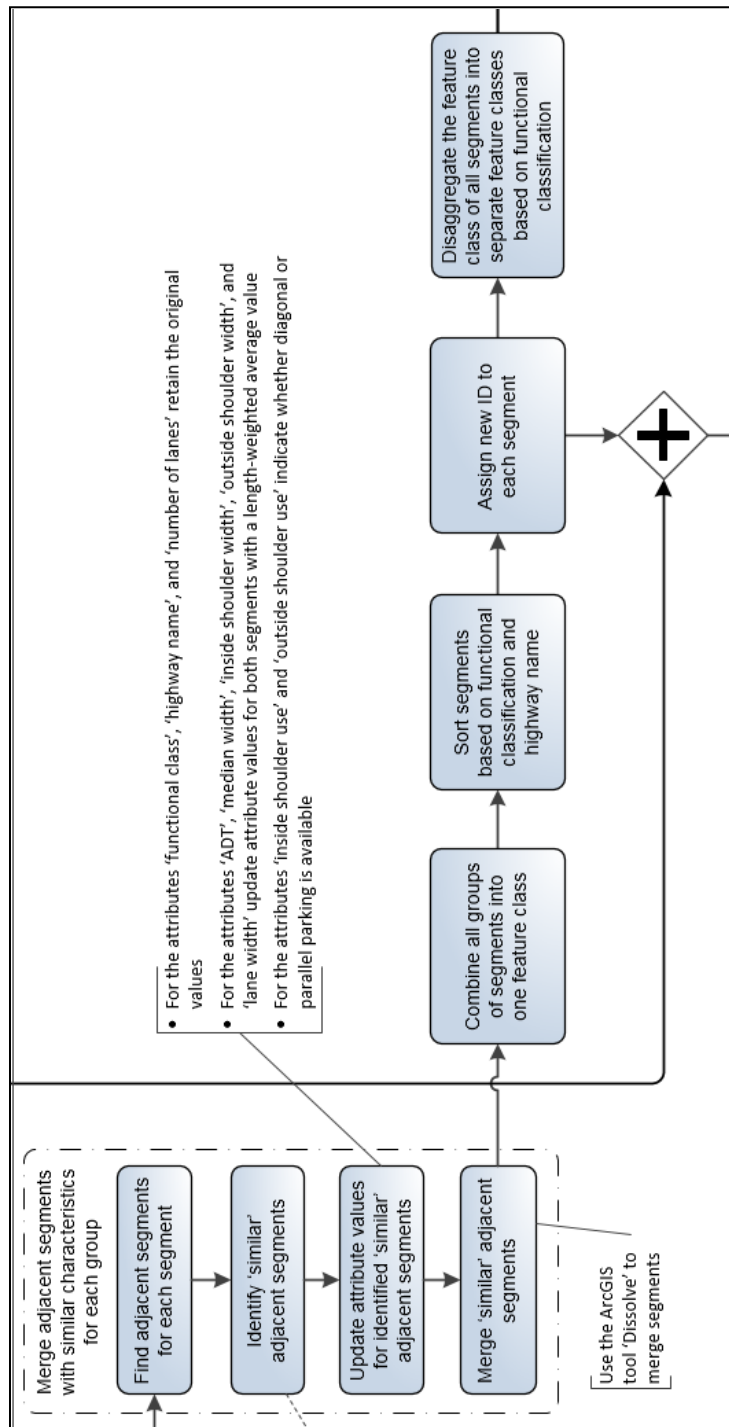 Merge adjacent segments
with similar characteristics
for each group
Find adjacent segments
for each segment
Identify ‘similar’
adjacent segments
Update attribute values
for identified ‘similar’
adjacent segments
Merge ‘similar’ adjacent
segments
Use the ArcGIS
tool ‘Dissolve’ to
merge segments
• For the attributes ‘functional class’, ‘highway name’, and ‘number of lanes’ retain the original
values
• For the attributes ‘ADT’, ‘median width’, ‘inside shoulder width’, ‘outside shoulder width’, and
‘lane width’ update attribute values for both segments with a length-weighted average value
• For the attributes ‘inside shoulder use’ and ‘outside shoulder use’ indicate whether diagonal or
parallel parking is available
Combine all groups
of segments into
one feature class
Sort segments
based on functional
classification and
highway name
Assign new ID to
each segment
Disaggregate the feature
class of all segments into
separate feature classes
based on functional
classification